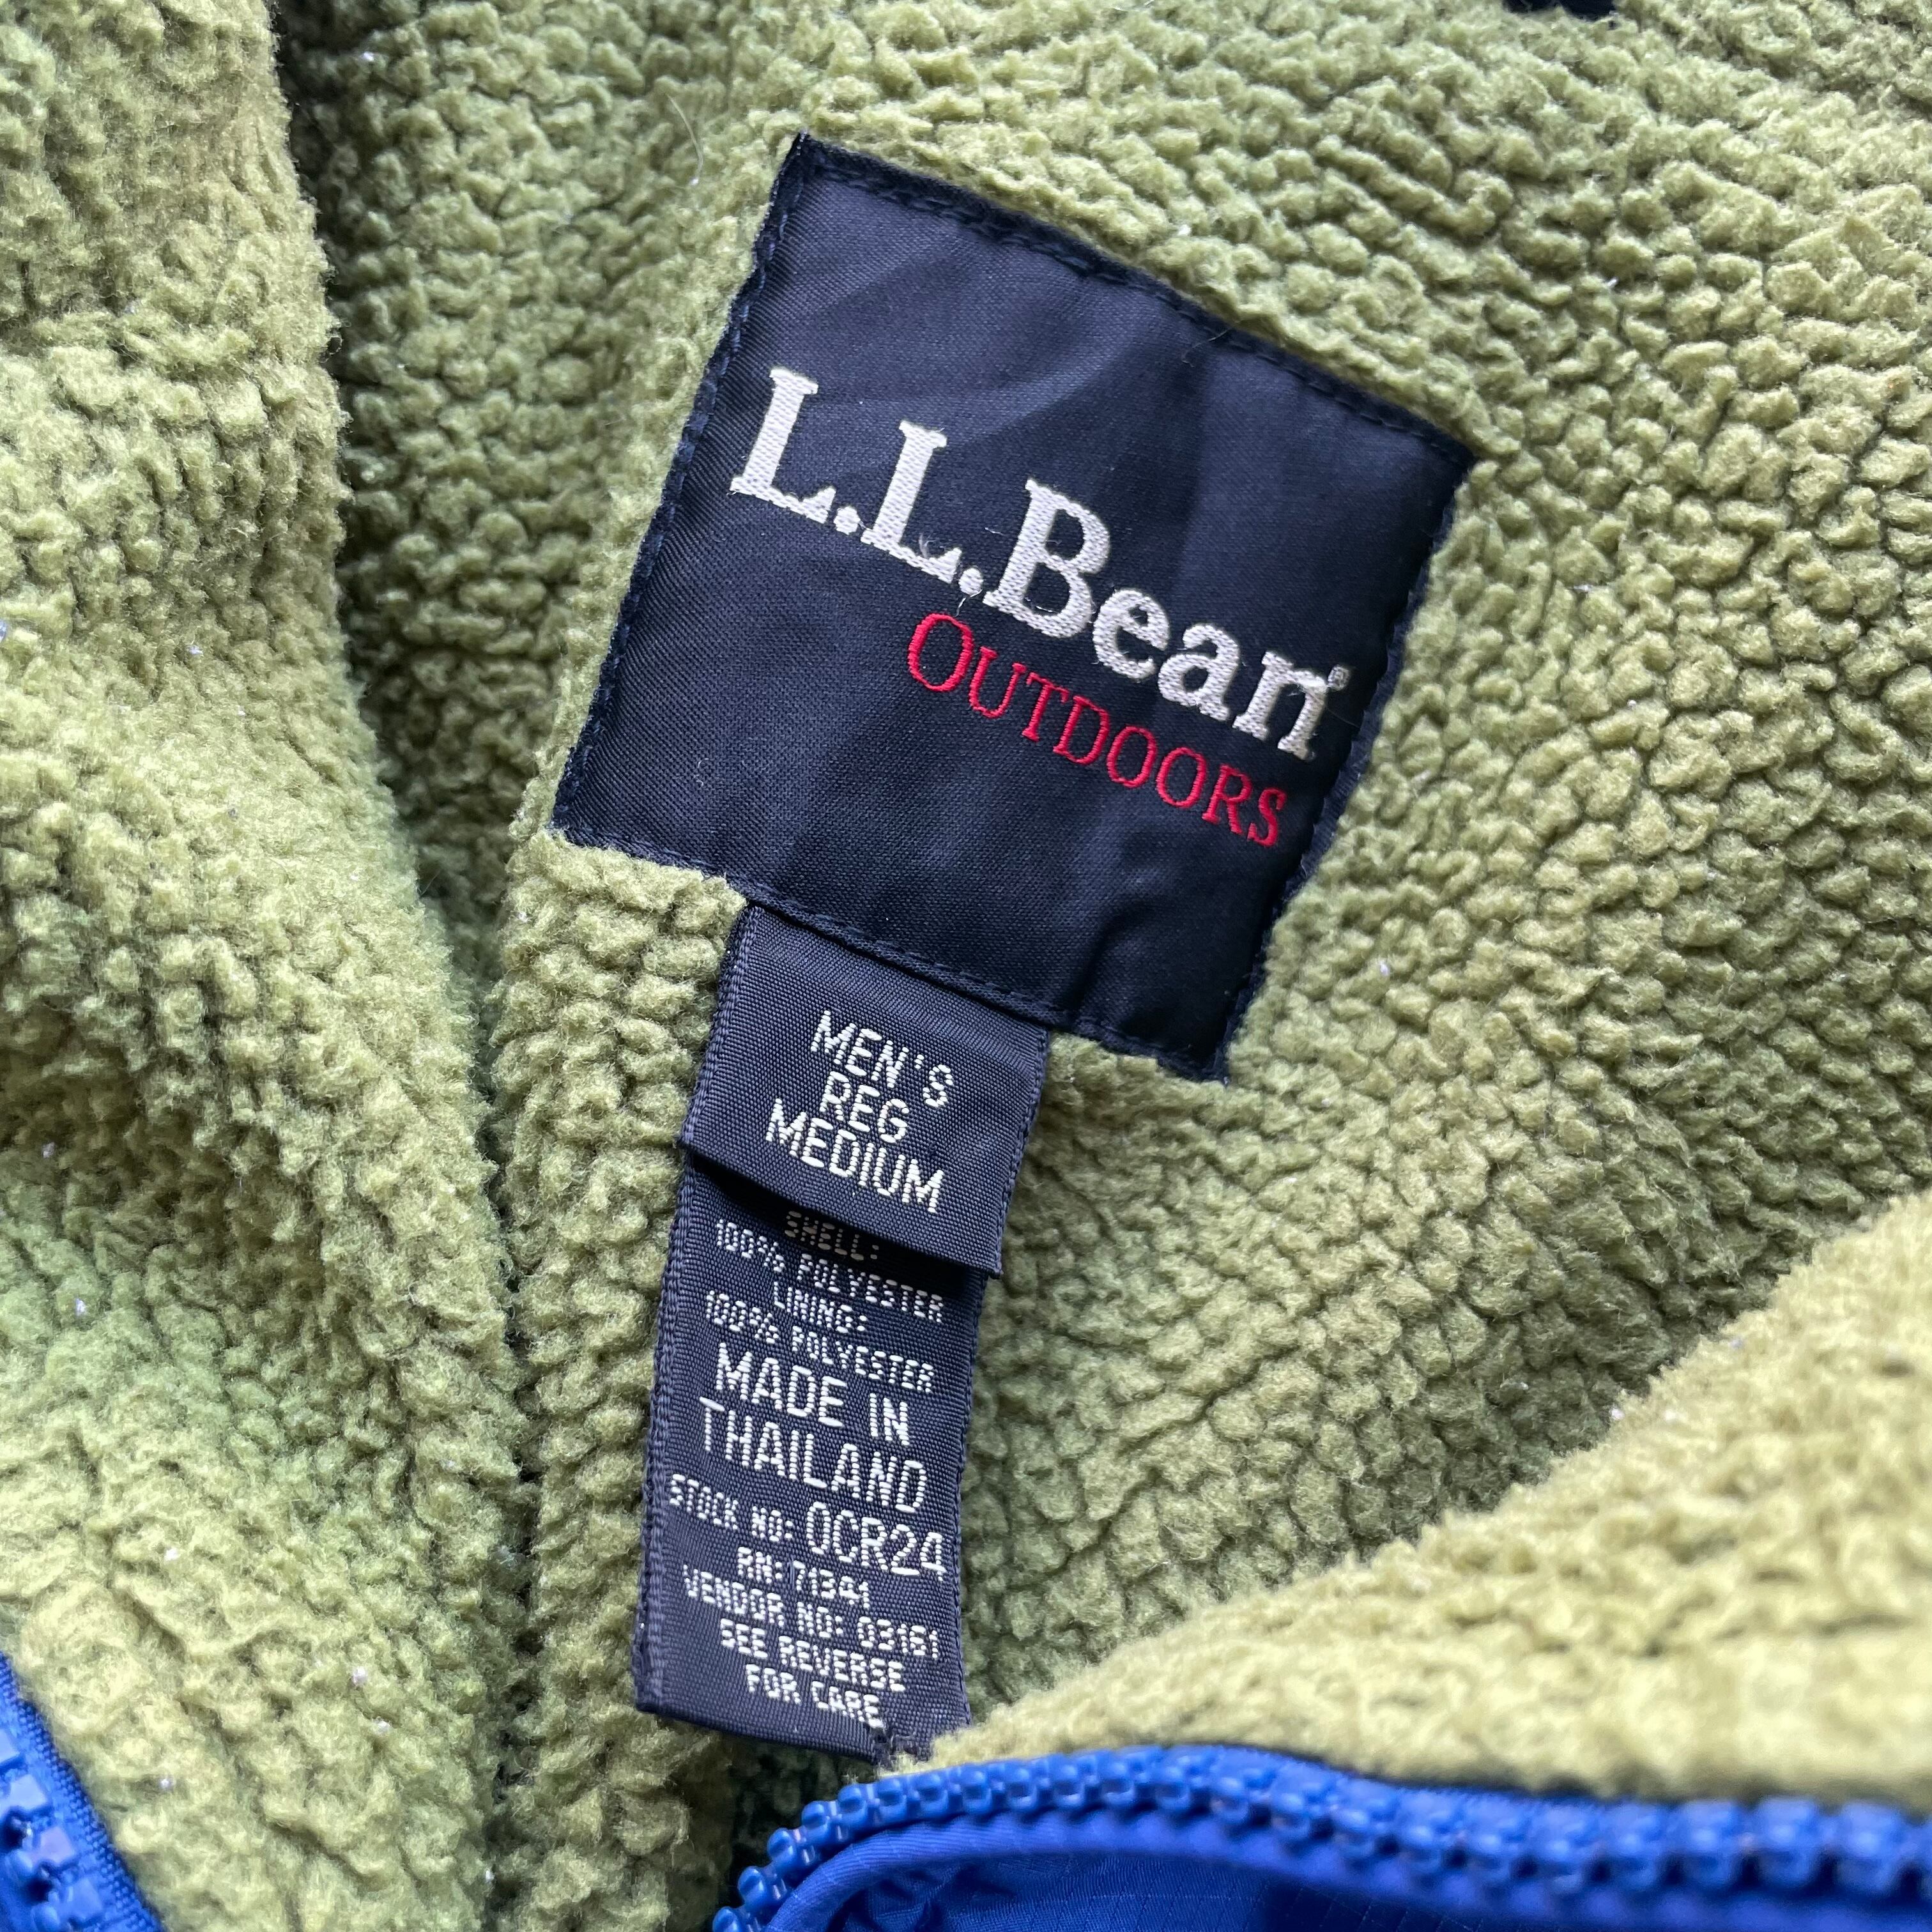 L.L.Bean®
OUTDOORS
MEN'S
REG
MEDIUM
SHELL:
100% POLYESTER
LINING:
100% POLYESTER
MADE IN
THAILAND
STOCK NO: 0CR24
RN: 71341
VENDOR NO: 03161
SEE REVERSE
FOR CARE